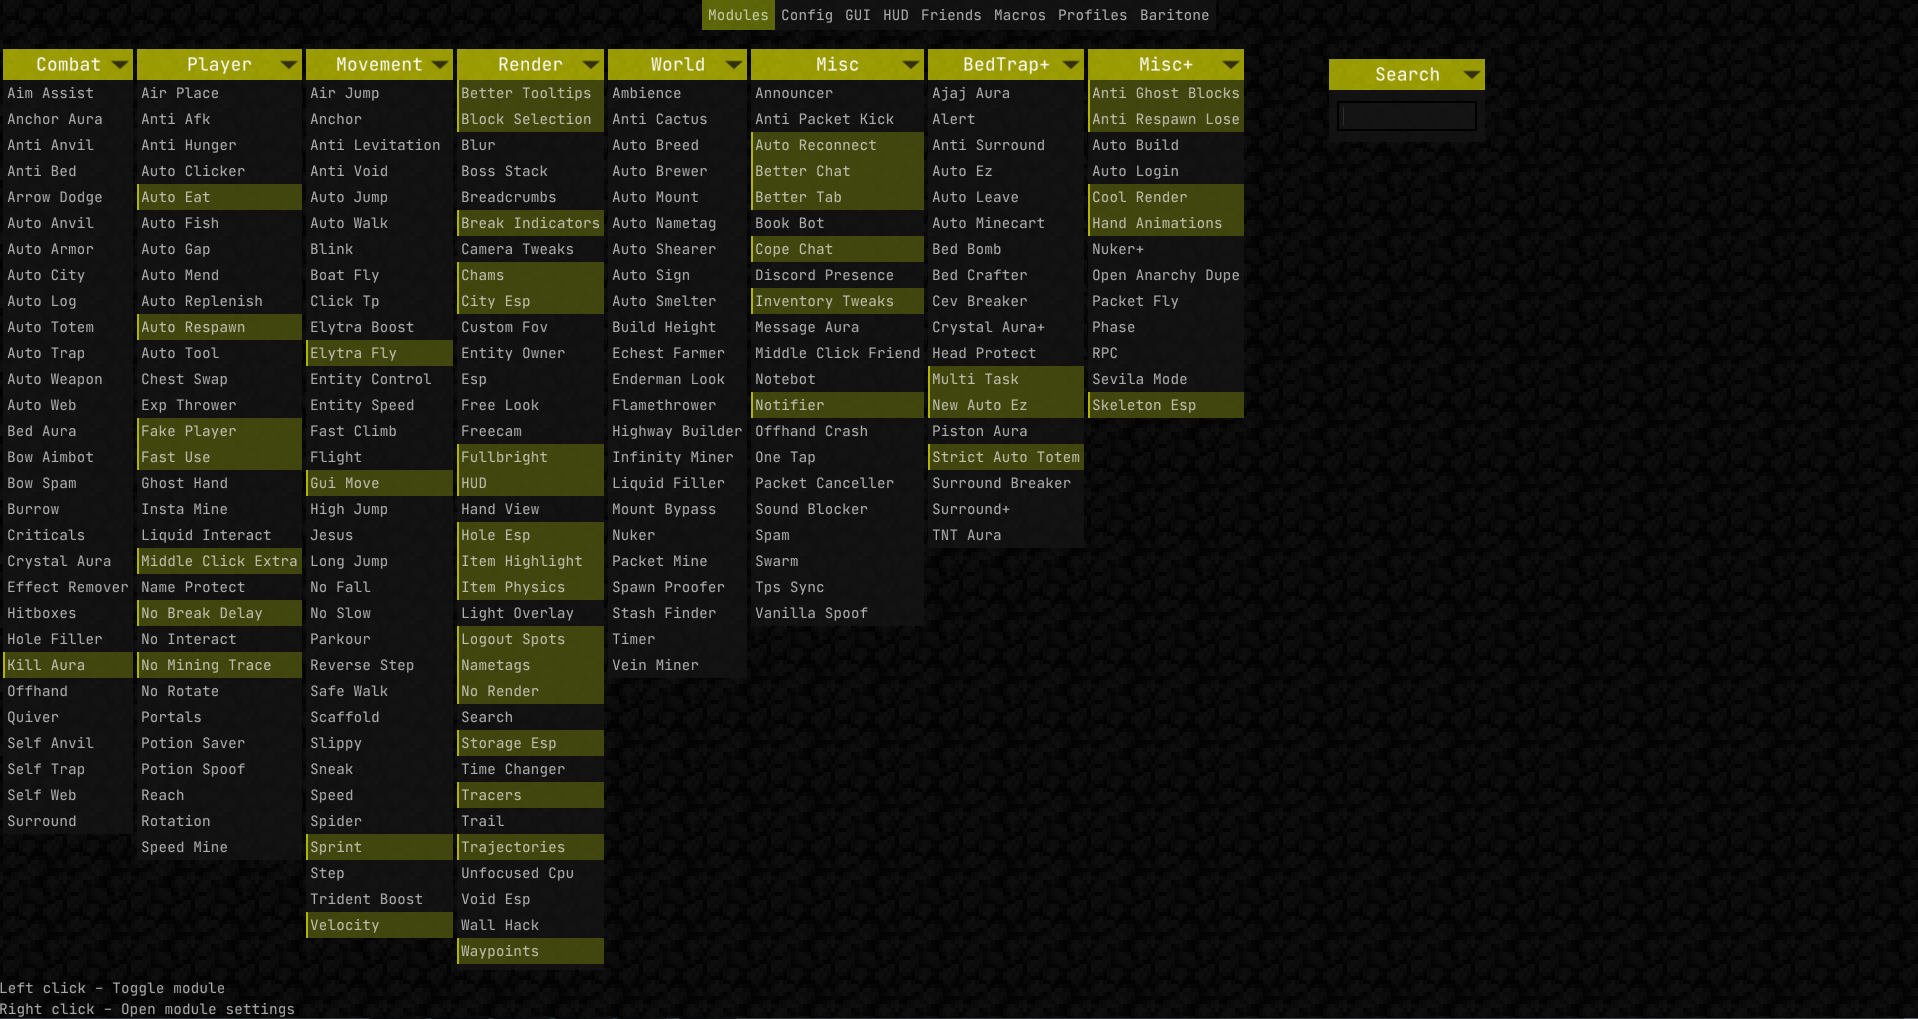 Modules Config GUI HUD Friends Macros Profiles Baritone
Combat
Aim Assist
Anchor Aura
Anti Anvil
Anti Bed
Arrow Dodge
Auto Anvil
Auto Armor
Auto City
Auto Log
Auto Totem
Auto Trap
Auto Weapon
Auto Web
Bed Aura
Bow Aimbot
Bow Spam
Burrow
Criticals
Crystal Aura
Effect Remover
Hitboxes
Hole Filler
Kill Aura
Offhand
Quiver
Self Anvil
Self Trap
Self Web
Surround
Player
Air Place
Anti Afk
Anti Hunger
Auto Clicker
Auto Eat
Auto Fish
Auto Gap
Auto Mend
Auto Replenish
Auto Respawn
Auto Tool
Chest Swap
Exp Thrower
Fake Player
Fast Use
Ghost Hand
Insta Mine
Liquid Interact
Middle Click Extra
Name Protect
No Break Delay
No Interact
No Mining Trace
No Rotate
Portals
Potion Saver
Potion Spoof
Reach
Rotation
Speed Mine
Movement
Air Jump
Anchor
Anti Levitation
Anti Void
Auto Jump
Auto Walk
Blink
Boat Fly
Click Tp
Elytra Boost
Elytra Fly
Entity Control
Entity Speed
Fast Climb
Flight
Gui Move
High Jump
Jesus
Long Jump
No Fall
No Slow
Parkour
Reverse Step
Safe Walk
Scaffold
Slippy
Sneak
Speed
Spider
Sprint
Step
Trident Boost
Velocity
Render
Better Tooltips
Block Selection
Blur
Boss Stack
Breadcrumbs
Break Indicators
Camera Tweaks
Chams
City Esp
Custom Fov
Entity Owner
Esp
Free Look
Freecam
Fullbright
HUD
Hand View
Hole Esp
Item Highlight
Item Physics
Light Overlay
Logout Spots
Nametags
No Render
Search
Storage Esp
Time Changer
Tracers
Trail
Trajectories
Unfocused Cpu
Void Esp
Wall Hack
Waypoints
World
Ambience
Anti Cactus
Auto Breed
Auto Brewer
Auto Mount
Auto Nametag
Auto Shearer
Auto Sign
Auto Smelter
Build Height
Echest Farmer
Enderman Look
Flamethrower
Highway Builder
Infinity Miner
Liquid Filler
Mount Bypass
Nuker
Packet Mine
Spawn Proofer
Stash Finder
Timer
Vein Miner
Misc
Announcer
Anti Packet Kick
Auto Reconnect
Better Chat
Better Tab
Book Bot
Cope Chat
Discord Presence
Inventory Tweaks
Message Aura
Middle Click Friend
Notebot
Notifier
Offhand Crash
One Tap
Packet Canceller
Sound Blocker
Spam
Swarm
Tps Sync
Vanilla Spoof
BedTrap+
Ajaj Aura
Alert
Anti Surround
Auto Ez
Auto Leave
Auto Minecart
Bed Bomb
Bed Crafter
Cev Breaker
Crystal Aura+
Head Protect
Multi Task
New Auto Ez
Piston Aura
Strict Auto Totem
Surround Breaker
Surround+
TNT Aura
Misc+
Anti Ghost Blocks
Anti Respawn Lose
Auto Build
Auto Login
Cool Render
Hand Animations
Nuker+
Open Anarchy Dupe
Packet Fly
Phase
RPC
Sevila Mode
Skeleton Esp
Search
Left click - Toggle module
Right click - Open module settings